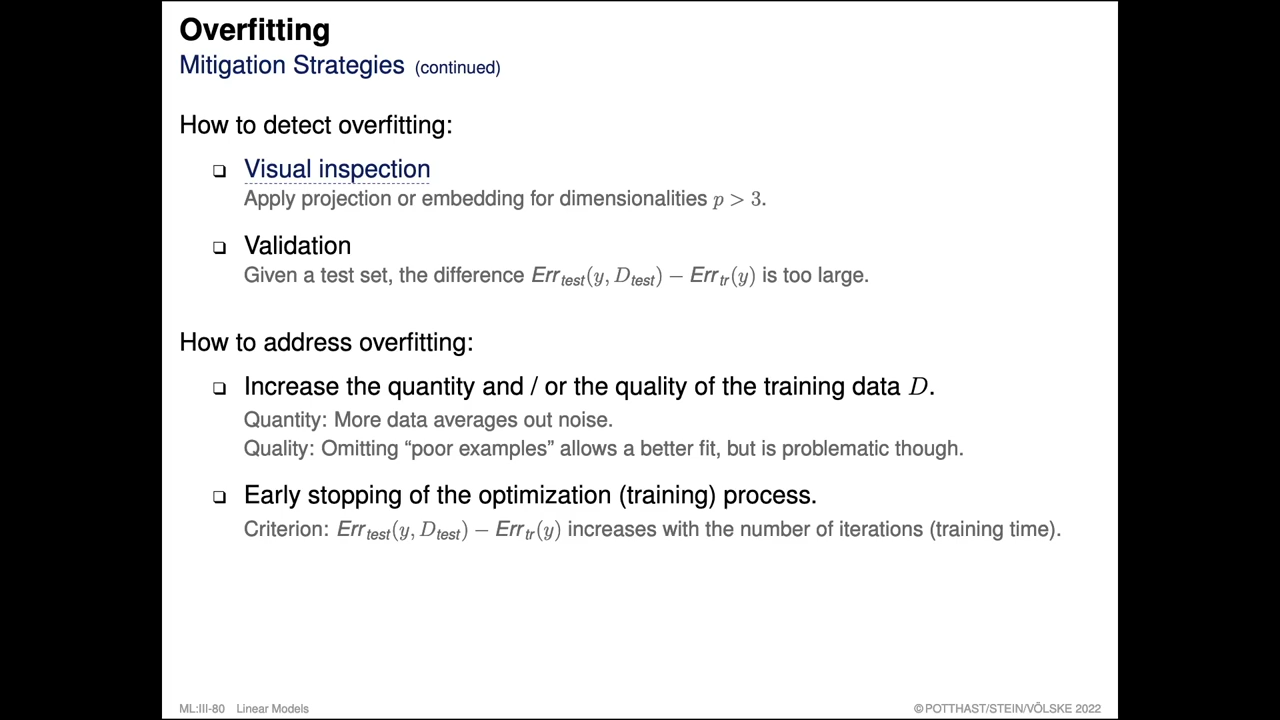 Overfitting
Mitigation Strategies (continued)
How to detect overfitting:
❑ Visual inspection
Apply projection or embedding for dimensionalities p > 3.
❑ Validation
Given a test set, the difference Err_test(y, D_test) − Err_tr(y) is too large.
How to address overfitting:
❑ Increase the quantity and / or the quality of the training data D.
Quantity: More data averages out noise.
Quality: Omitting “poor examples” allows a better fit, but is problematic though.
❑ Early stopping of the optimization (training) process.
Criterion: Err_test(y, D_test) − Err_tr(y) increases with the number of iterations (training time).
ML:III-80 Linear Models
© POTTHAST/STEIN/VÖLSKE 2022